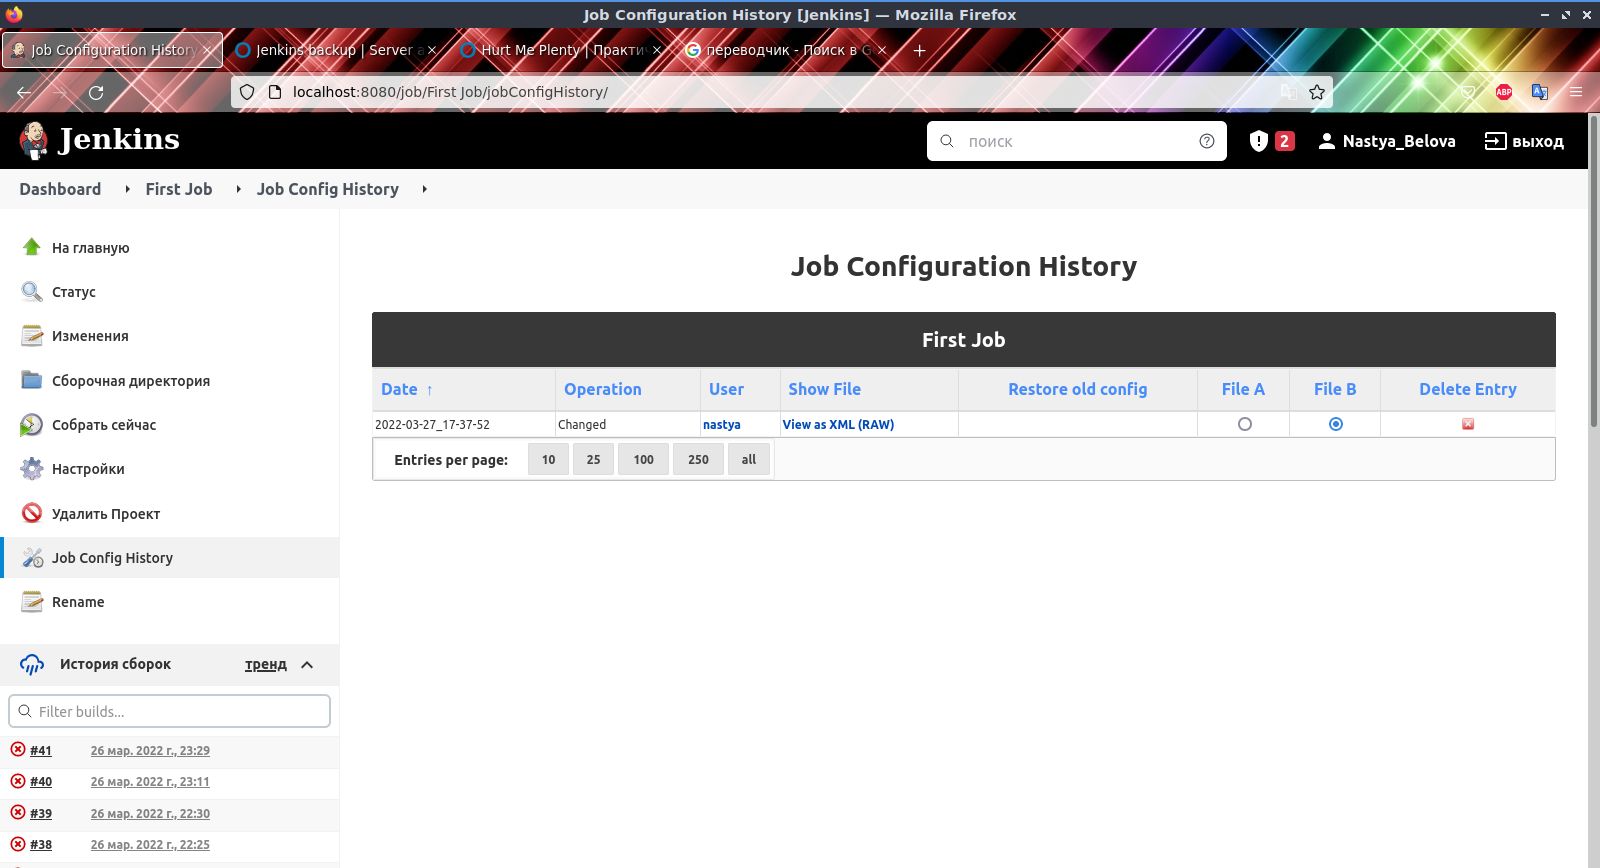 Job Configuration History [Jenkins] — Mozilla Firefox
Job Configuration History
Jenkins backup | Server a
Hurt Me Plenty | Практи
переводчик - Поиск в G
localhost:8080/job/First Job/jobConfigHistory/
ABP
Jenkins
поиск
2
Nastya_Belova
выход
Dashboard
First Job
Job Config History
На главную
Статус
Изменения
Сборочная директория
Собрать сейчас
Настройки
Удалить Проект
Job Config History
Rename
История сборок
тренд
Filter builds...
#41 26 мар. 2022 г., 23:29
#40 26 мар. 2022 г., 23:11
#39 26 мар. 2022 г., 22:30
#38 26 мар. 2022 г., 22:25
Job Configuration History
First Job
Date ↑ Operation User Show File Restore old config File A File B Delete Entry
2022-03-27_17-37-52 Changed nastya View as XML (RAW)
Entries per page: 10 25 100 250 all